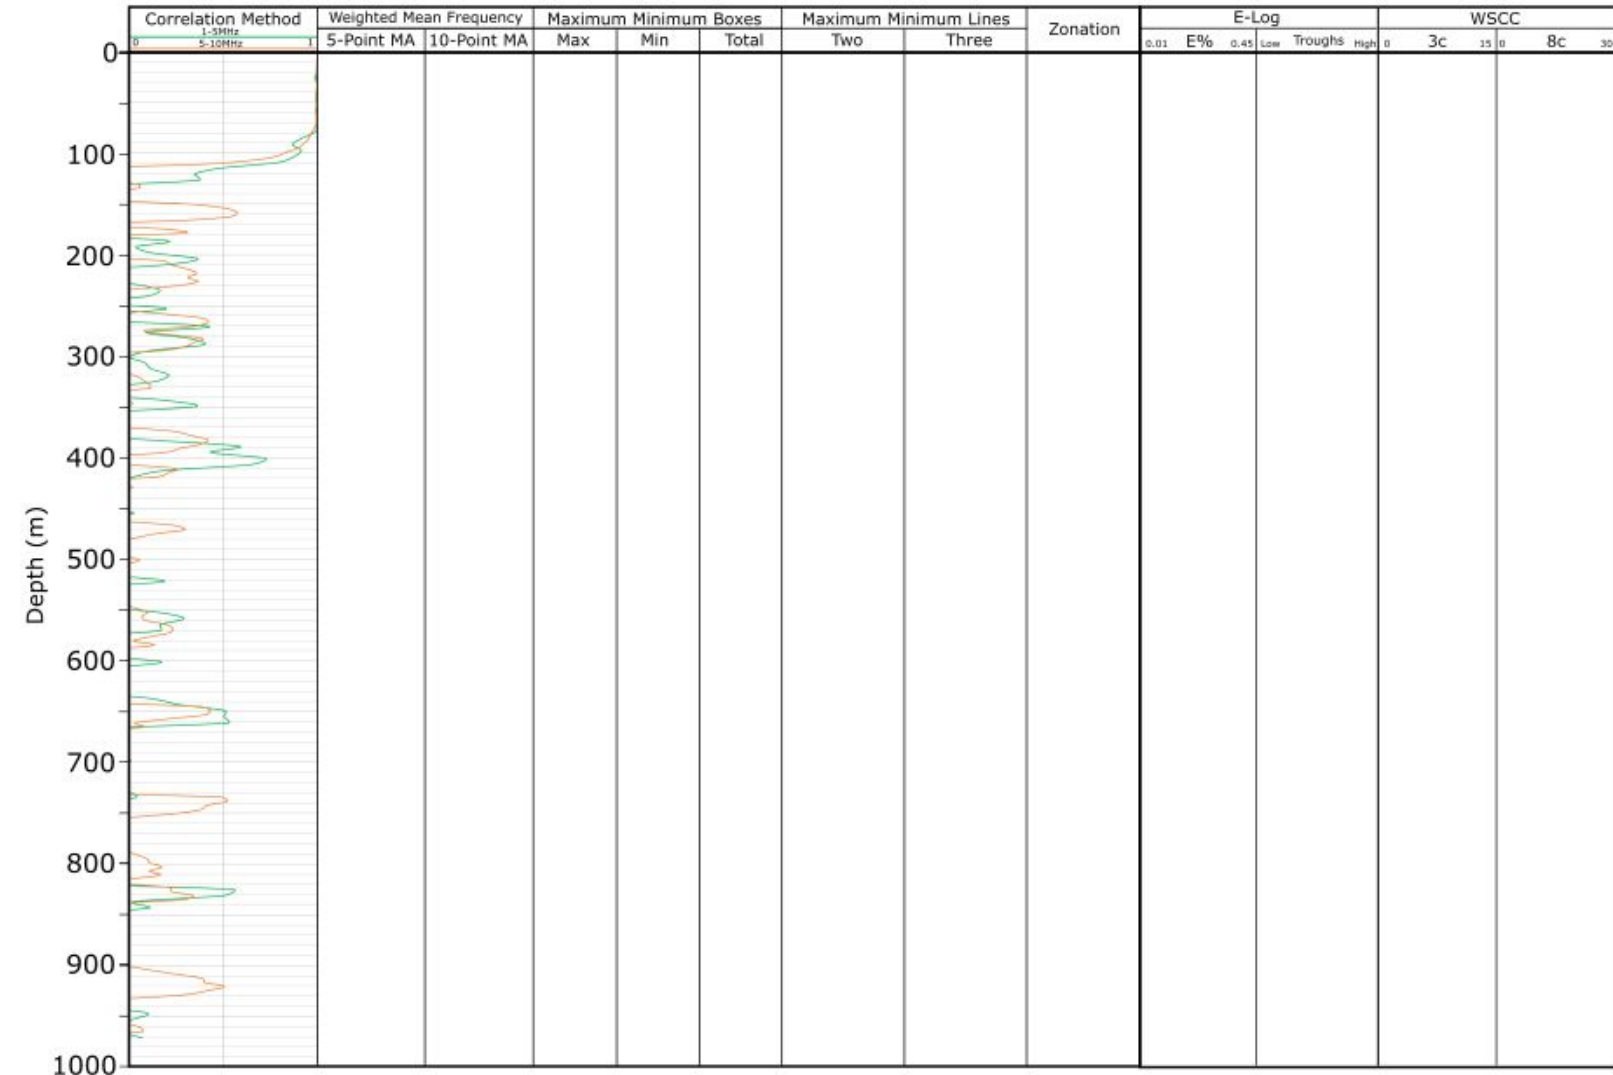 Correlation Method
1-5MHz
0 5-10MHz 1
Weighted Mean Frequency
5-Point MA 10-Point MA
Maximum Minimum Boxes
Max Min Total
Maximum Minimum Lines
Two Three
Zonation
E-Log
0.01 E% 0.45 Low Troughs High
WSCC
0 3c 15 0 8c 30
Depth (m)
0
100
200
300
400
500
600
700
800
900
1000